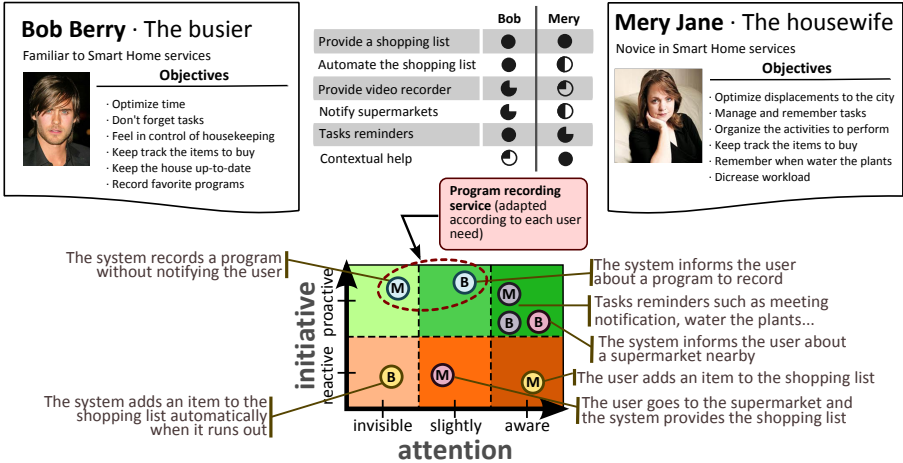 Bob Berry · The busier
Familiar to Smart Home services
Objectives
· Optimize time
· Don't forget tasks
· Feel in control of housekeeping
· Keep track the items to buy
· Keep the house up-to-date
· Record favorite programs
Bob Mery
Provide a shopping list
Automate the shopping list
Provide video recorder
Notify supermarkets
Tasks reminders
Contextual help
Mery Jane · The housewife
Novice in Smart Home services
Objectives
· Optimize displacements to the city
· Manage and remember tasks
· Organize the activities to perform
· Keep track the items to buy
· Remember when water the plants
· Dicrease workload
Program recording
service (adapted
according to each user
need)
The system records a program
without notifying the user
The system adds an item to the
shopping list automatically
when it runs out
initiative
proactive
reactive
M
B
M
B
B
B
M
M
invisible
slightly
aware
attention
The system informs the user
about a program to record
Tasks reminders such as meeting
notification, water the plants...
The system informs the user about
a supermarket nearby
The user adds an item to the shopping list
The user goes to the supermarket and
the system provides the shopping list